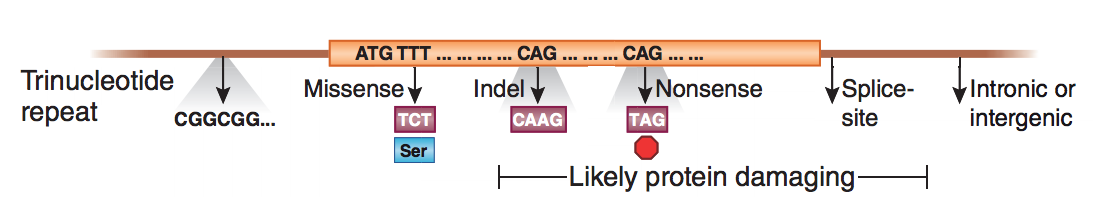 ATG TTT ... ... ... ... CAG ... ... ... CAG ... ...
Trinucleotide
repeat
CGGCGG...
Missense
TCT
Ser
Indel
CAAG
Nonsense
TAG
Splice-
site
Intronic or
intergenic
Likely protein damaging